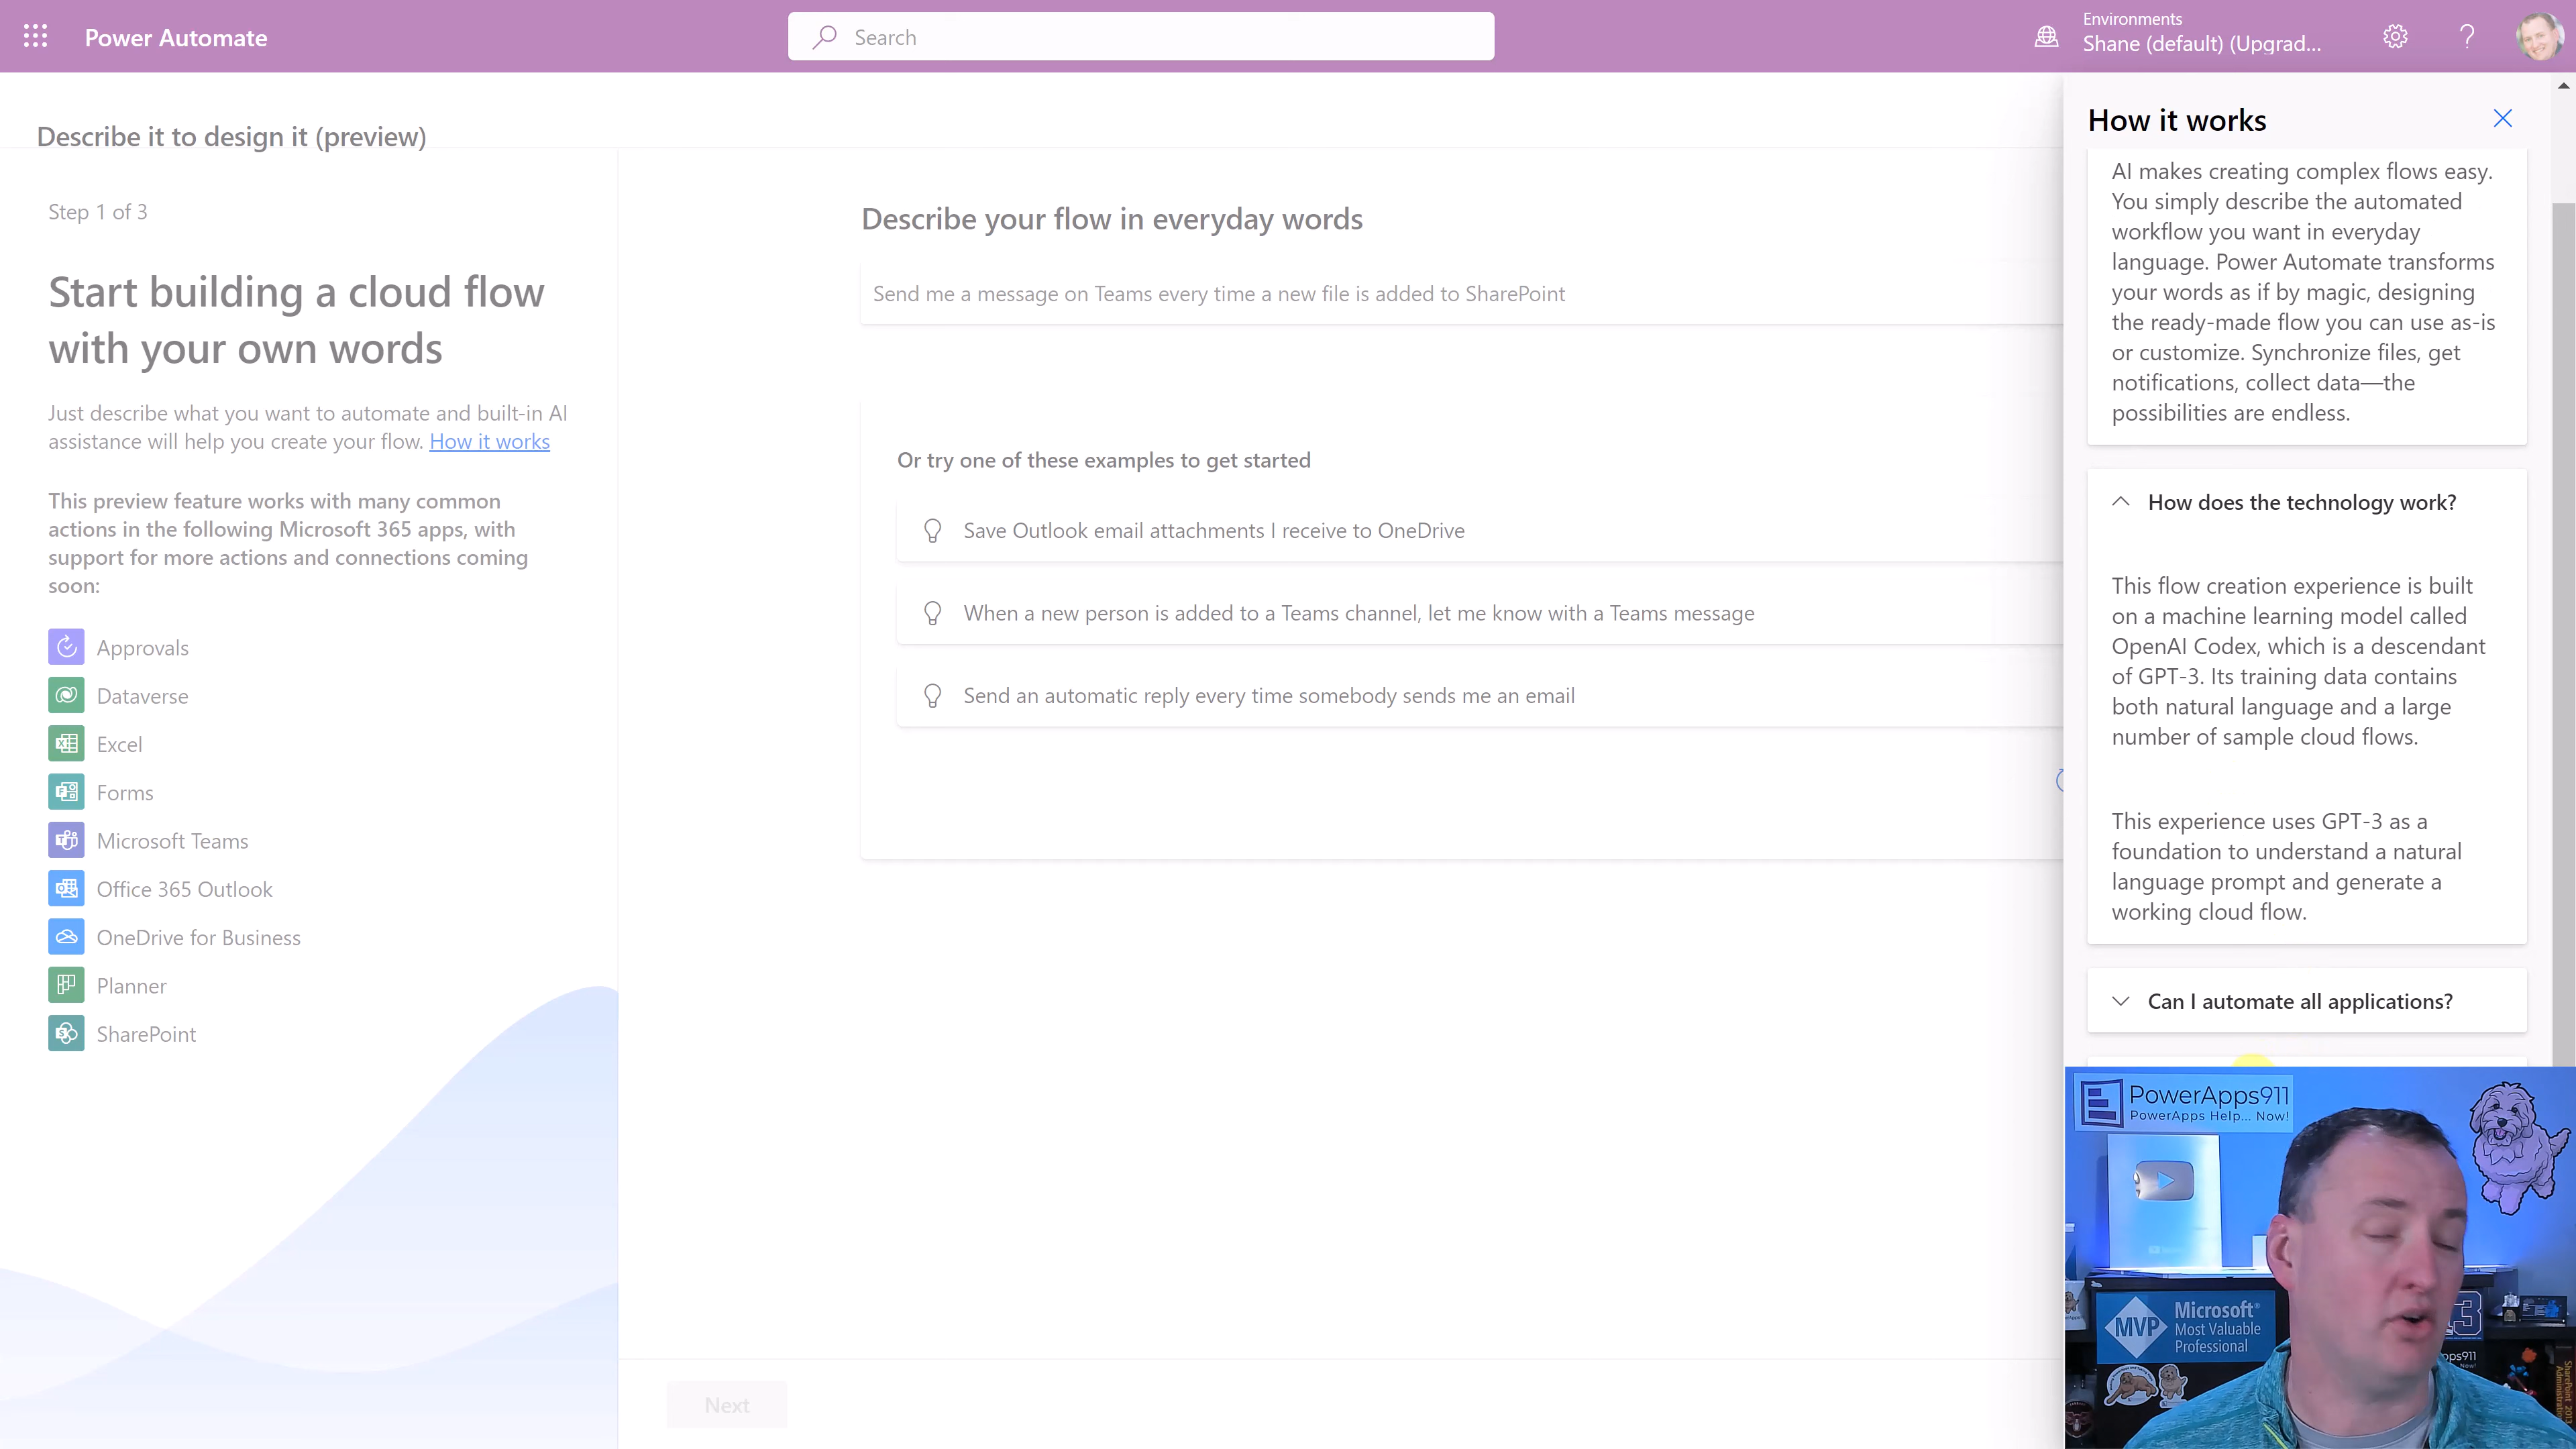 Power Automate
Search
Environments
Shane (default) (Upgrad...
Describe it to design it (preview)
Step 1 of 3
Start building a cloud flow
with your own words
Just describe what you want to automate and built-in AI
assistance will help you create your flow. How it works
This preview feature works with many common
actions in the following Microsoft 365 apps, with
support for more actions and connections coming
soon:
Approvals
Dataverse
Excel
Forms
Microsoft Teams
Office 365 Outlook
OneDrive for Business
Planner
SharePoint
Describe your flow in everyday words
Send me a message on Teams every time a new file is added to SharePoint
Or try one of these examples to get started
Save Outlook email attachments I receive to OneDrive
When a new person is added to a Teams channel, let me know with a Teams message
Send an automatic reply every time somebody sends me an email
Next
How it works
AI makes creating complex flows easy.
You simply describe the automated
workflow you want in everyday
language. Power Automate transforms
your words as if by magic, designing
the ready-made flow you can use as-is
or customize. Synchronize files, get
notifications, collect data—the
possibilities are endless.
How does the technology work?
This flow creation experience is built
on a machine learning model called
OpenAI Codex, which is a descendant
of GPT-3. Its training data contains
both natural language and a large
number of sample cloud flows.
This experience uses GPT-3 as a
foundation to understand a natural
language prompt and generate a
working cloud flow.
Can I automate all applications?
PowerApps911
PowerApps Help... Now!
MVP
Microsoft®
Most Valuable
Professional